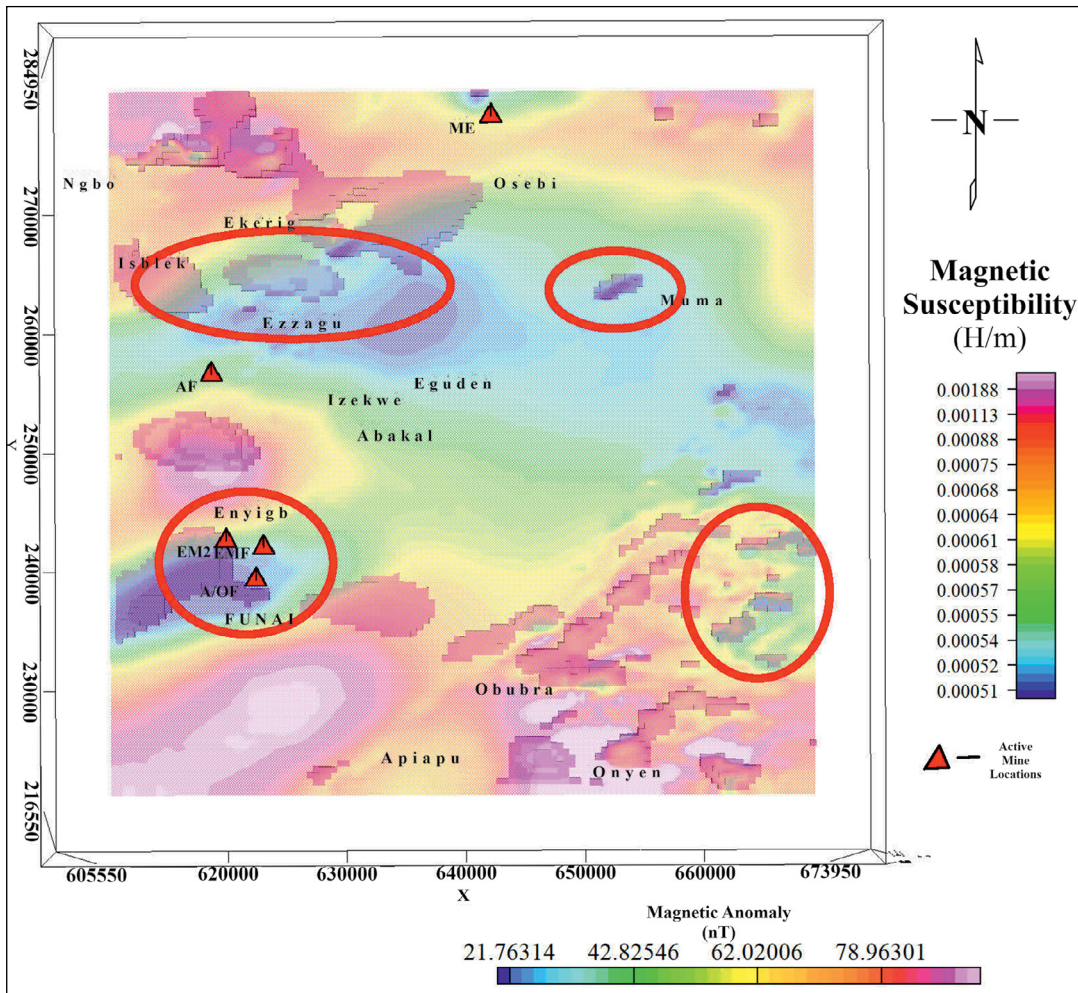 284950
270000
260000
250000
240000
230000
216550
Y
605550
620000
630000
640000
650000
660000
673950
X
ME
Ngbo
Osebi
Ekerig
Isblek
Ezzagu
Muma
AF
Eguden
Izekwe
Abakal
Enyigb
EM2
EMF
A/OF
FUNAI
Obubra
Apiapu
Onyen
N
Magnetic
Susceptibility
(H/m)
0.00188
0.00113
0.00088
0.00075
0.00068
0.00064
0.00061
0.00058
0.00057
0.00055
0.00054
0.00052
0.00051
Active
Mine
Locations
Magnetic Anomaly
(nT)
21.76314
42.82546
62.02006
78.96301